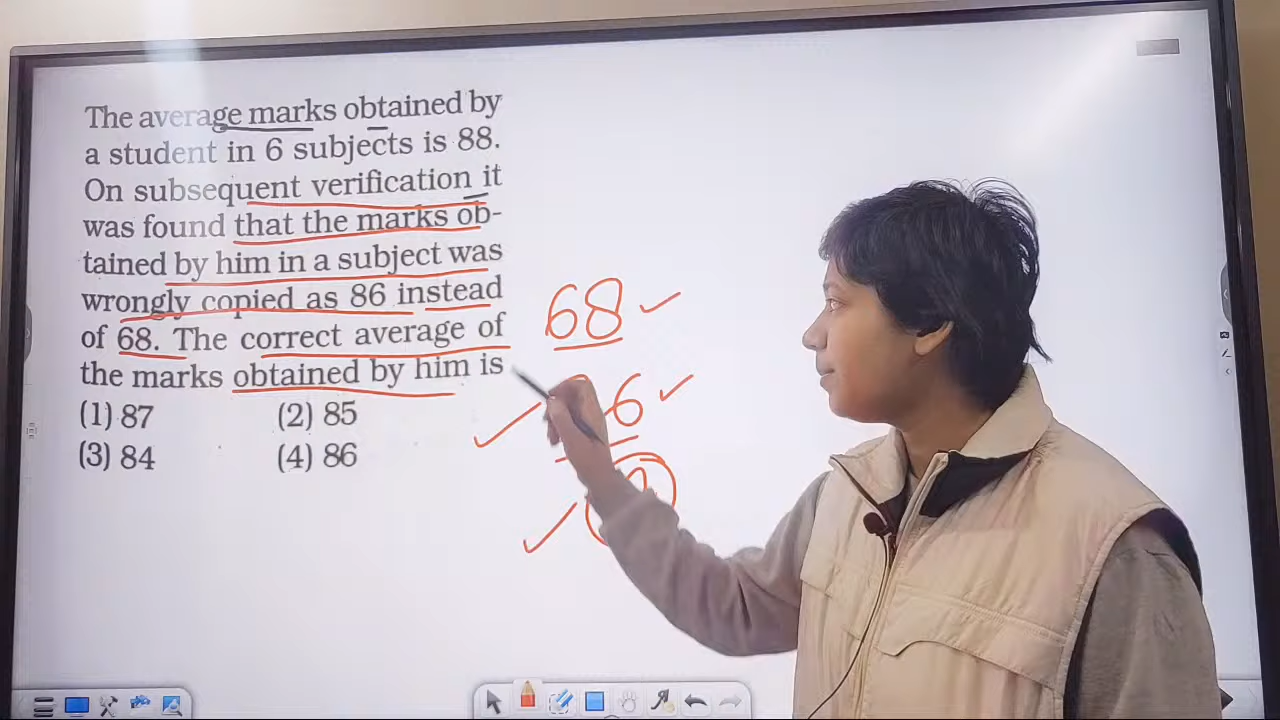 The average marks obtained by
a student in 6 subjects is 88.
On subsequent verification it
was found that the marks ob-
tained by him in a subject was
wrongly copied as 86 instead
of 68. The correct average of
the marks obtained by him is
(1) 87 (2) 85
(3) 84 (4) 86
68
6